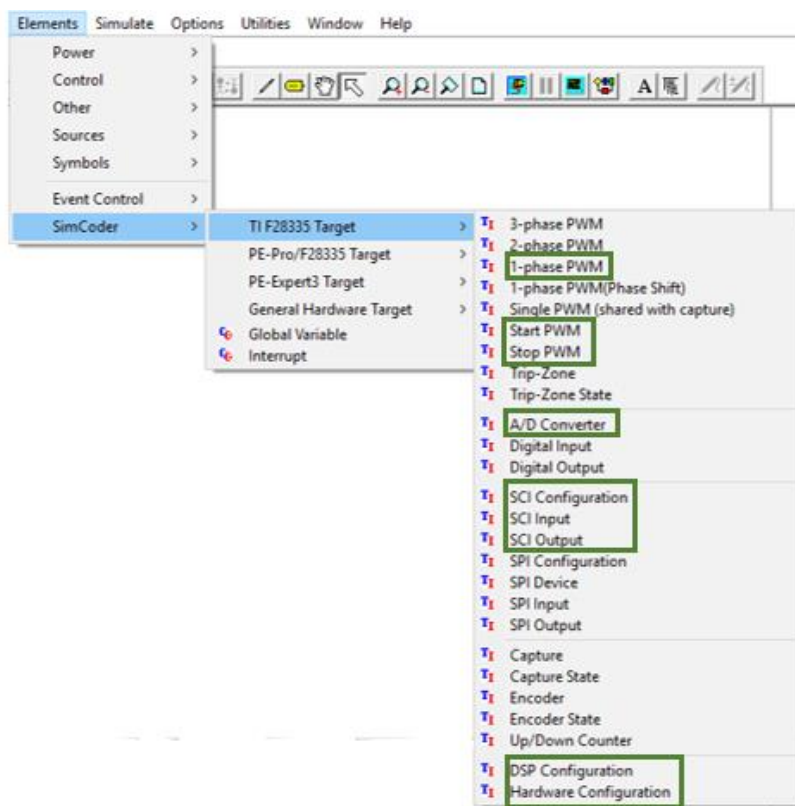 Elements Simulate Options Utilities Window Help
Power
Control
Other
Sources
Symbols
Event Control
SimCoder
TI F28335 Target
PE-Pro/F28335 Target
PE-Expert3 Target
General Hardware Target
Global Variable
Interrupt
3-phase PWM
2-phase PWM
1-phase PWM
1-phase PWM(Phase Shift)
Single PWM (shared with capture)
Start PWM
Stop PWM
Trip-Zone
Trip-Zone State
A/D Converter
Digital Input
Digital Output
SCI Configuration
SCI Input
SCI Output
SPI Configuration
SPI Device
SPI Input
SPI Output
Capture
Capture State
Encoder
Encoder State
Up/Down Counter
DSP Configuration
Hardware Configuration